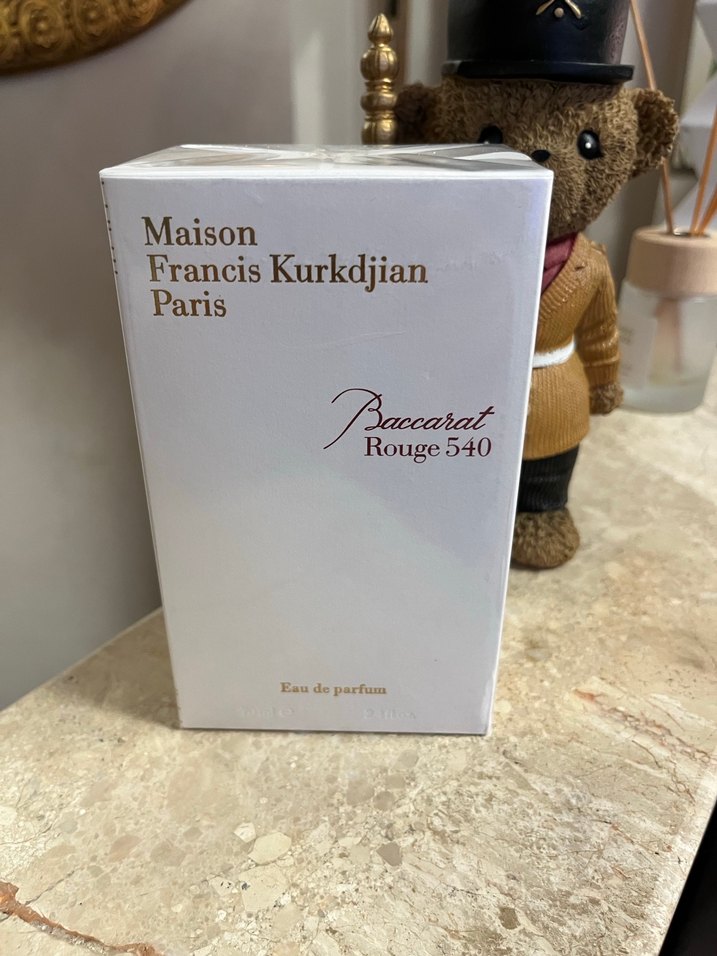 Maison
Francis Kurkdjian
Paris
Baccarat
Rouge 540
Eau de parfum